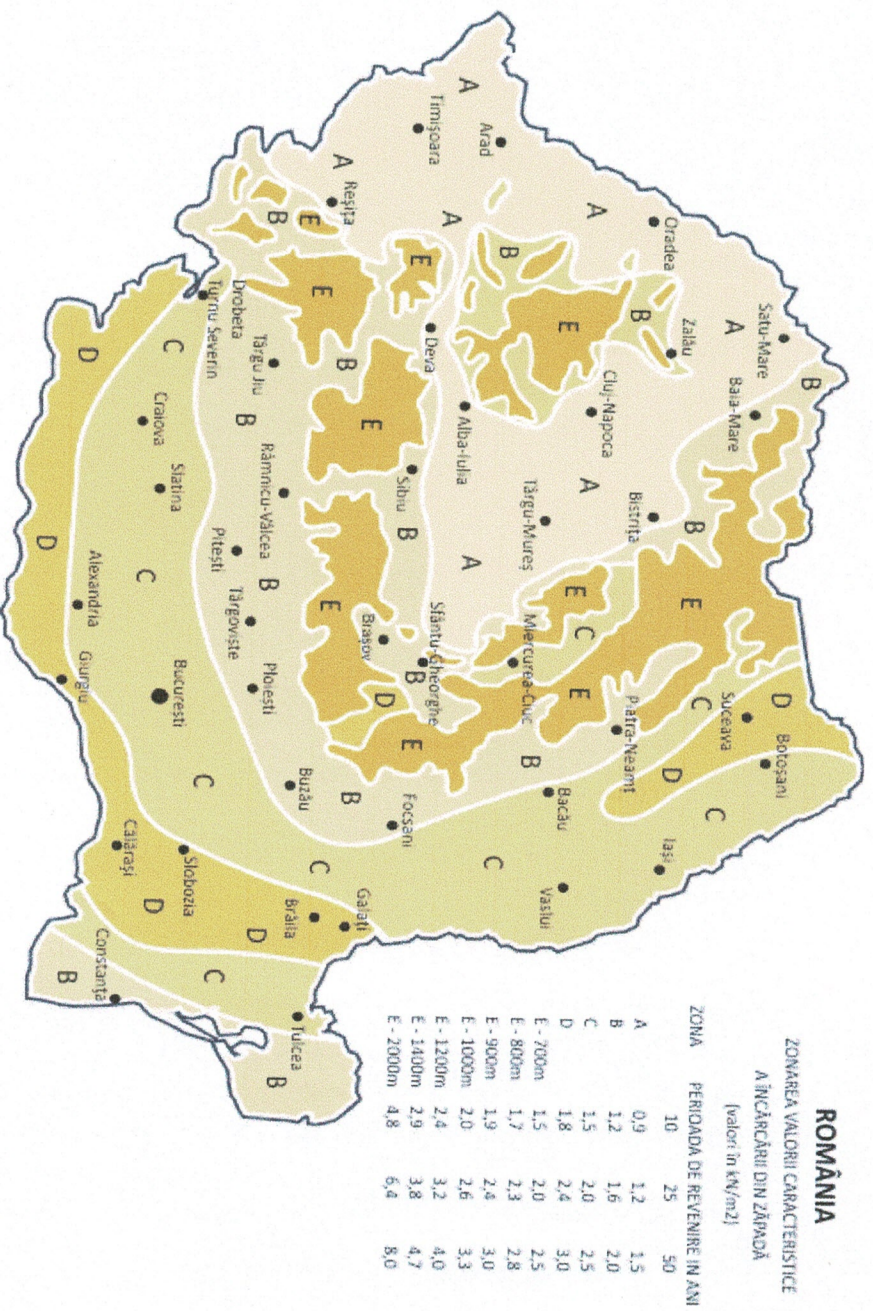 ROMÂNIA
ZONAREA VALORII CARACTERISTICE
A ÎNCĂRCĂRII DIN ZĂPADĂ
(valori în kN/m2)
ZONA PERIOADA DE REVENIRE IN ANI
10 25 50
A 0,9 1,2 1,5
B 1,2 1,6 2,0
C 1,5 2,0 2,5
D 1,8 2,4 3,0
E - 700m 1,5 2,0 2,5
E - 800m 1,7 2,3 2,8
E - 900m 1,9 2,4 3,0
E - 1000m 2,0 2,6 3,3
E - 1200m 2,4 3,2 4,0
E - 1400m 2,9 3,8 4,7
E - 2000m 4,8 6,4 8,0
B
Satu-Mare
D
Botoșani
A
Baia-Mare
Suceava
C
C
Zalău
B
E
Oradea
D
Iași
B
Bistrița
Piatra-Neamt
A
Cluj-Napoca
A
C
E
E
E
Bacău
Vaslui
B
Târgu-Mureș
Miercurea-Ciuc
B
Arad
C
A
A
Alba-Iulia
A
Timișoara
E
Deva
Sfântu-Gheorghe
B
Focsani
Sibiu
B
E
D
E
Brașov
Galați
Reșița
A
B
B
E
E
C
E
Buzău
Tulcea
Brăila
B
B
Râmnicu-Vâlcea
B
Ploiești
Târgu Jiu
D
B
Drobeta
Turnu Severin
Târgoviste
Pitești
C
C
Slobozia
București
Slatina
C
Craiova
D
C
Călărași
Constanța
Alexandria
D
Giurgiu
B
D